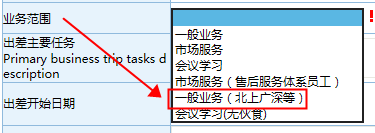 业务范围
出差主要任务
Primary business trip tasks d
escription
出差开始日期
一般业务
市场服务
会议学习
市场服务（售后服务体系员工）
一般业务（北上广深等）
会议学习(无伙食)
!